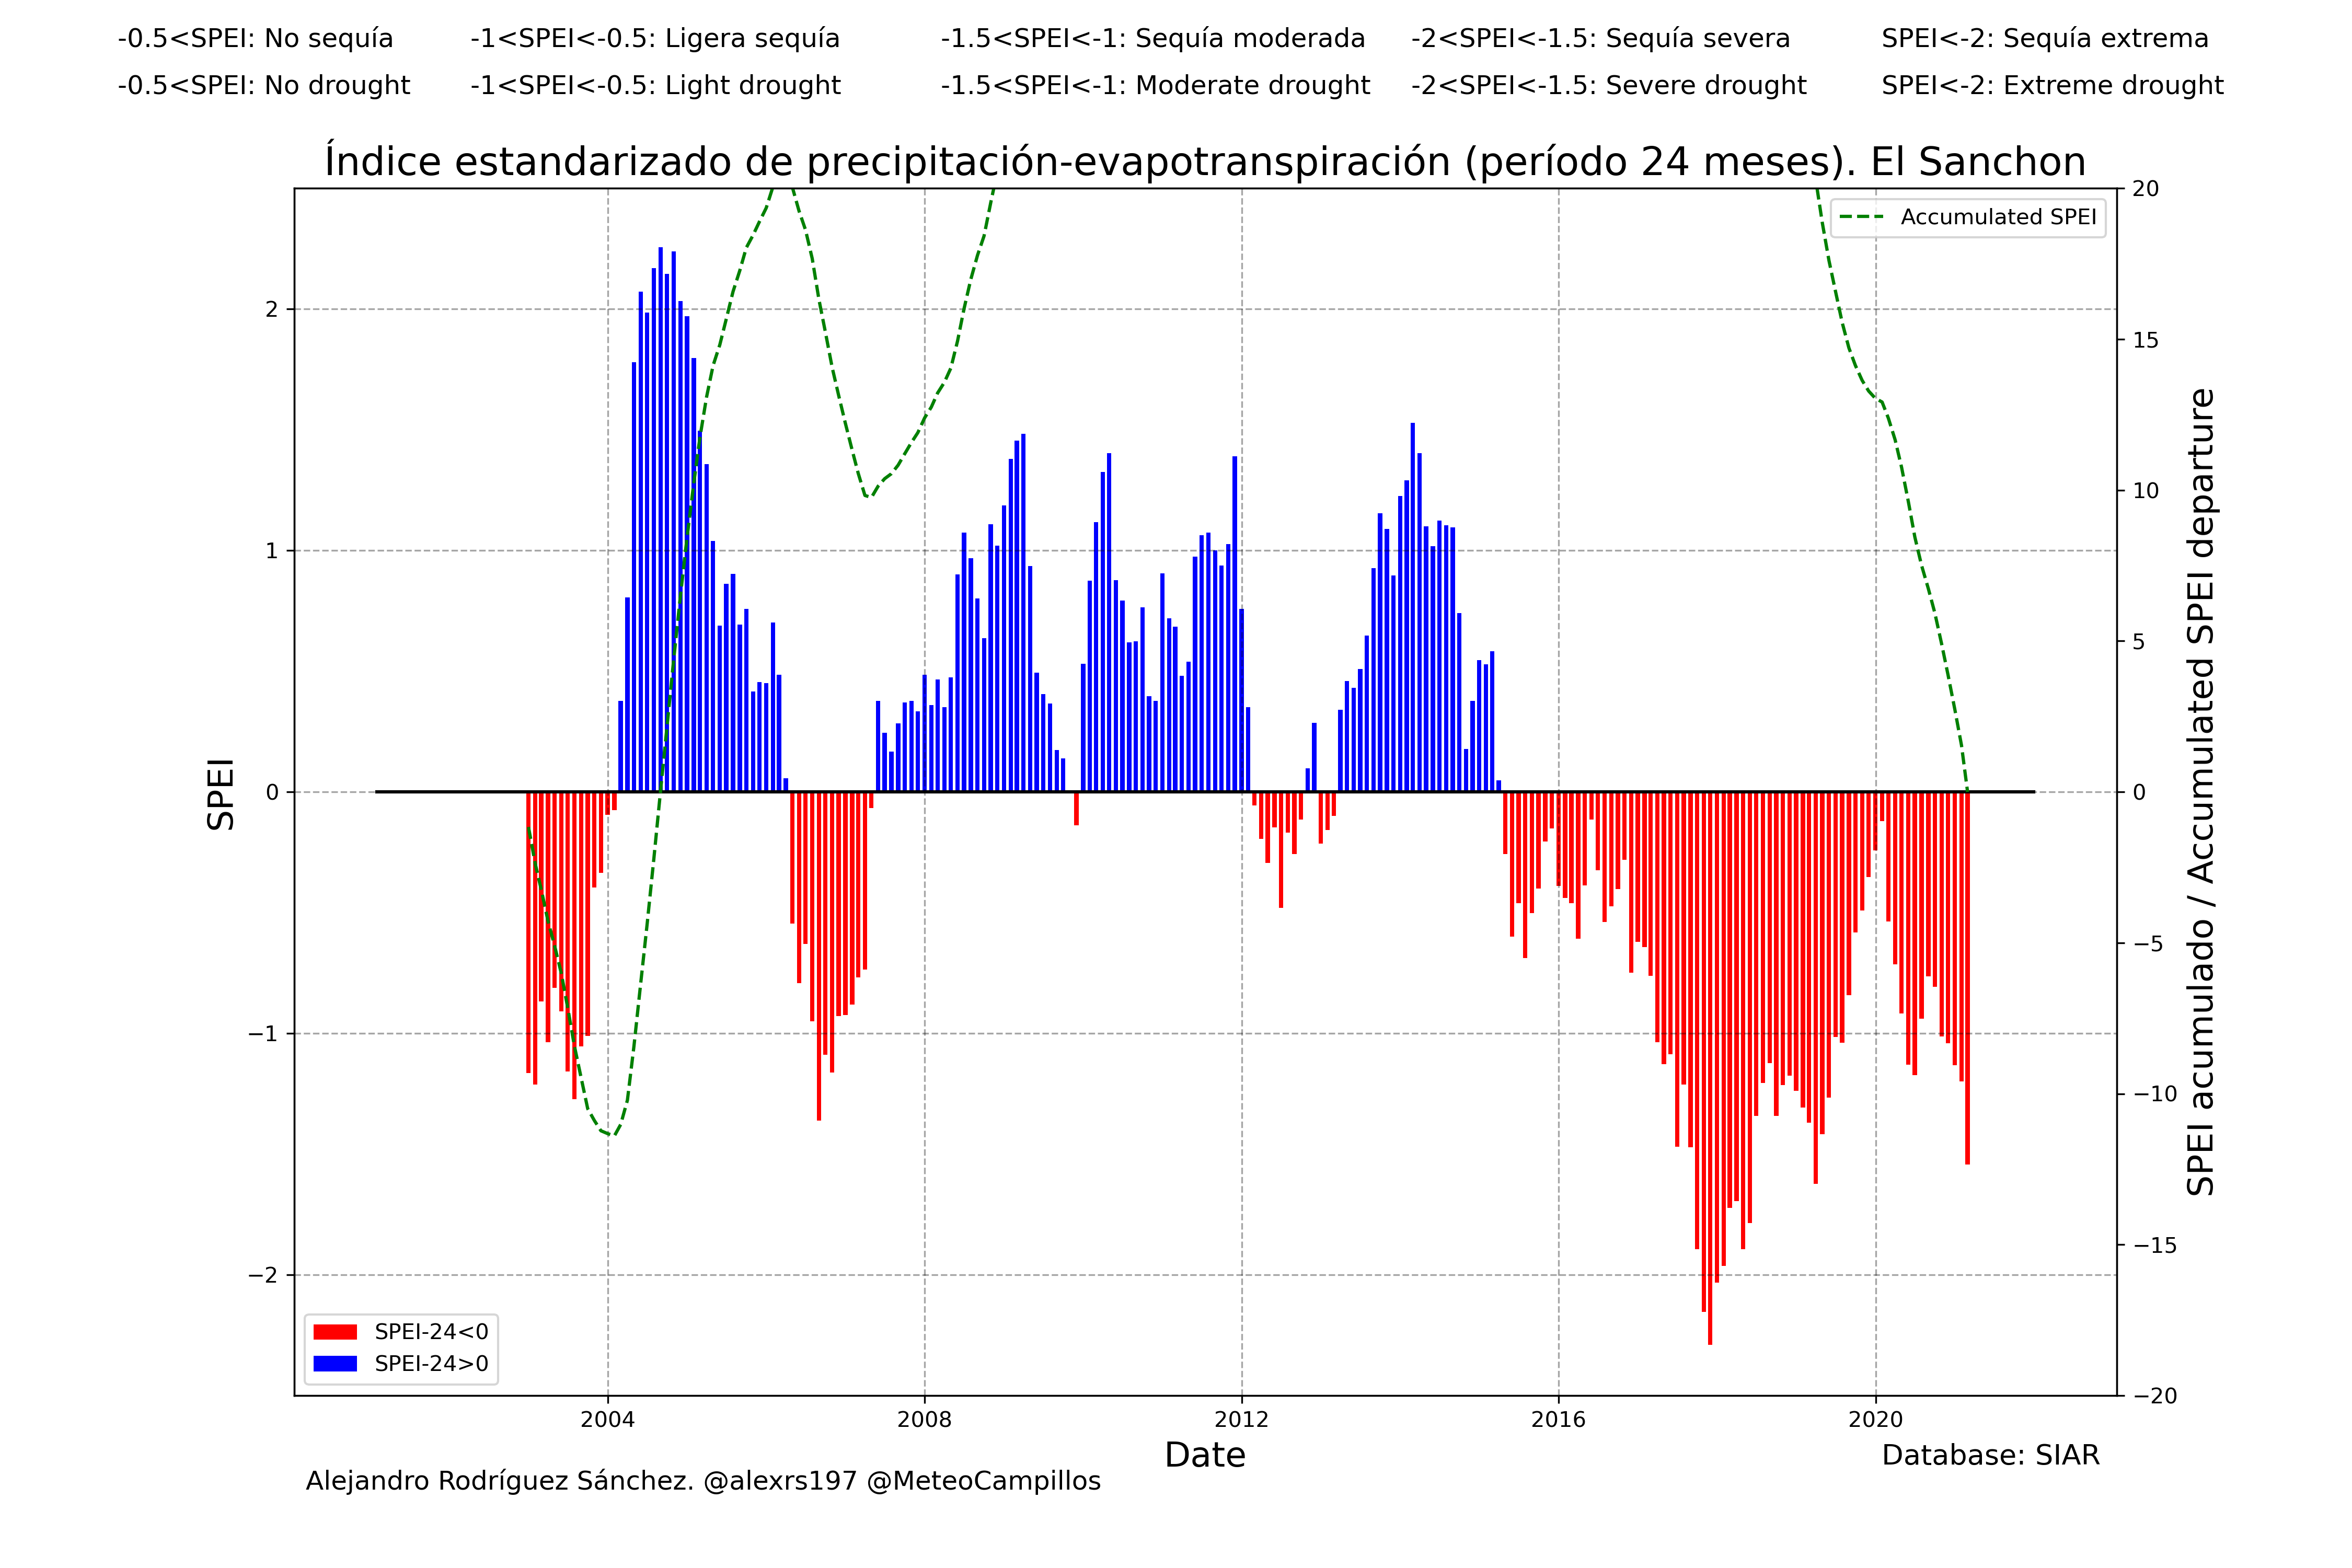 -0.5<SPEI: No sequía -1<SPEI<-0.5: Ligera sequía -1.5<SPEI<-1: Sequía moderada -2<SPEI<-1.5: Sequía severa SPEI<-2: Sequía extrema
-0.5<SPEI: No drought -1<SPEI<-0.5: Light drought -1.5<SPEI<-1: Moderate drought -2<SPEI<-1.5: Severe drought SPEI<-2: Extreme drought
Índice estandarizado de precipitación-evapotranspiración (período 24 meses). El Sanchon
Accumulated SPEI
SPEI
2
1
0
−1
−2
20
15
10
5
0
−5
−10
−15
−20
SPEI acumulado / Accumulated SPEI departure
SPEI-24<0
SPEI-24>0
2004 2008 2012 2016 2020
Date
Database: SIAR
Alejandro Rodríguez Sánchez. @alexrs197 @MeteoCampillos